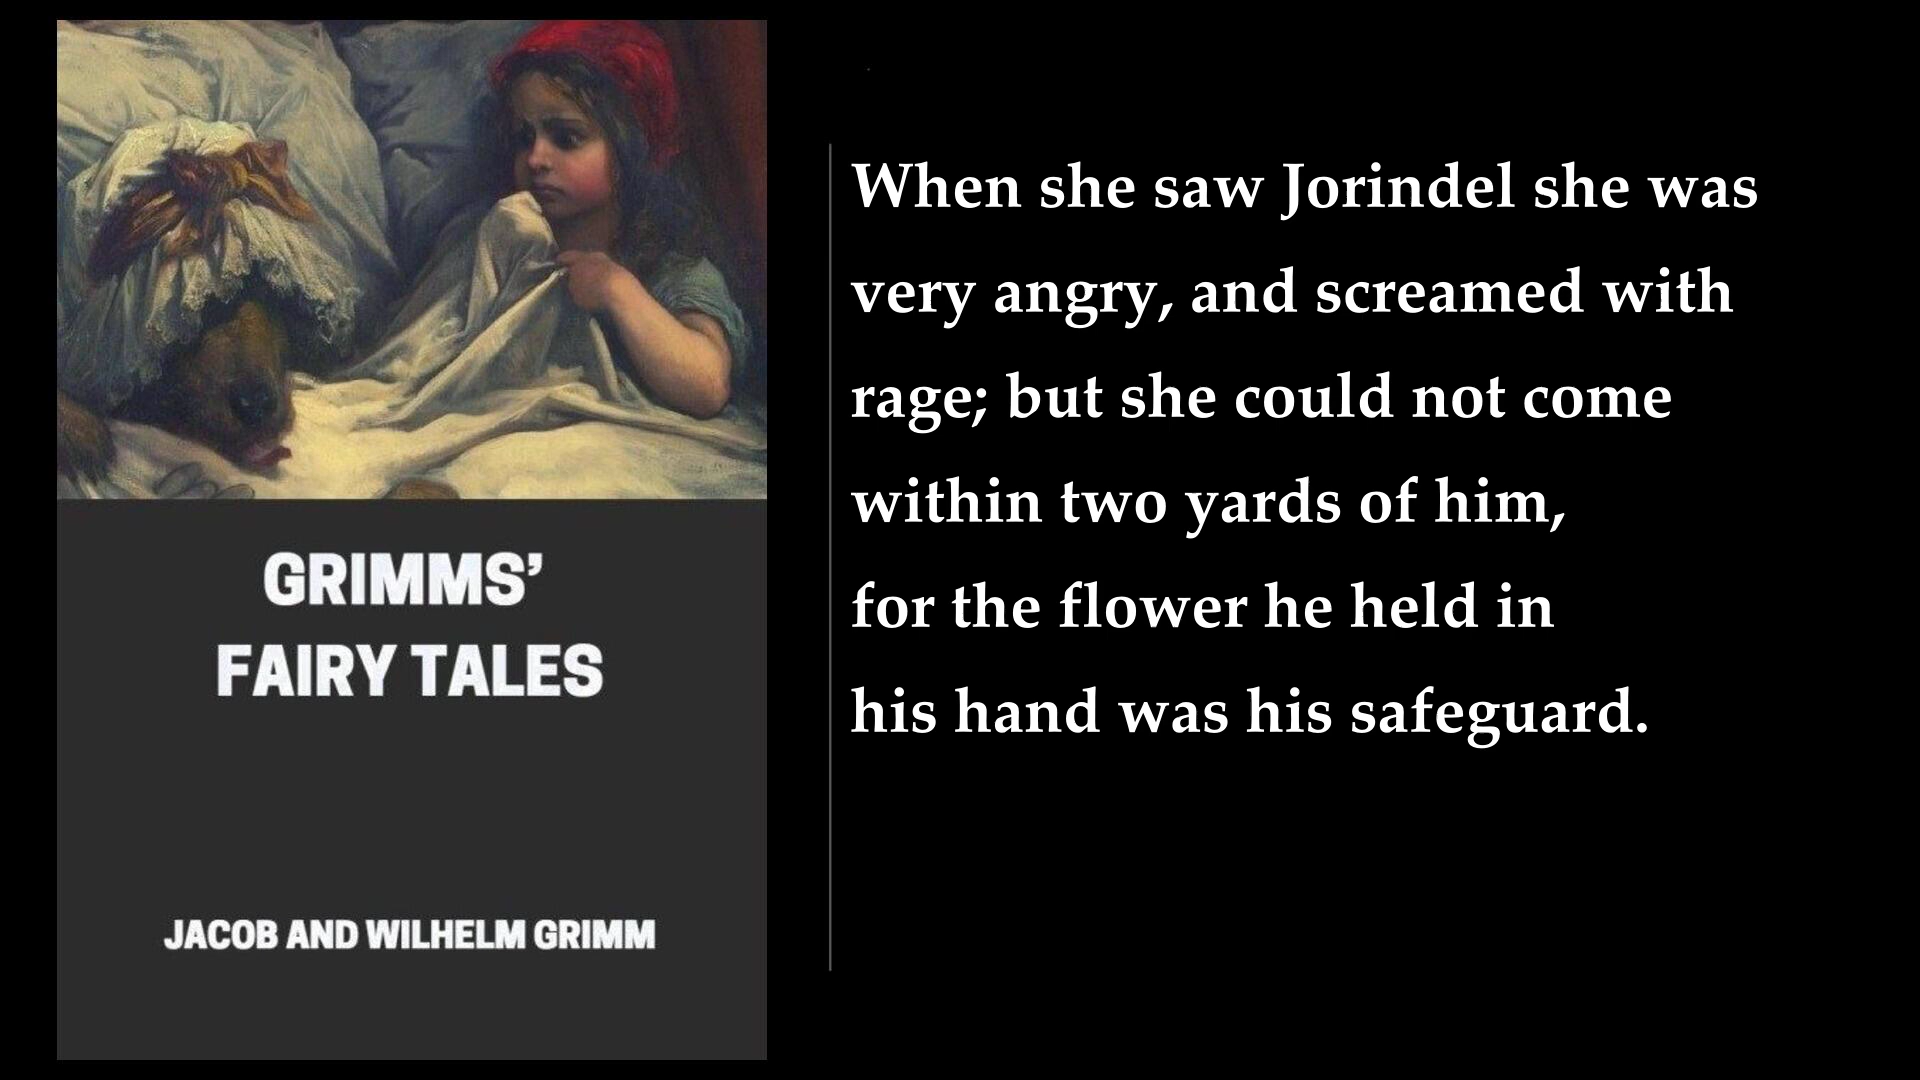 GRIMMS’
FAIRY TALES
JACOB AND WILHELM GRIMM
When she saw Jorindel she was
very angry, and screamed with
rage; but she could not come
within two yards of him,
for the flower he held in
his hand was his safeguard.